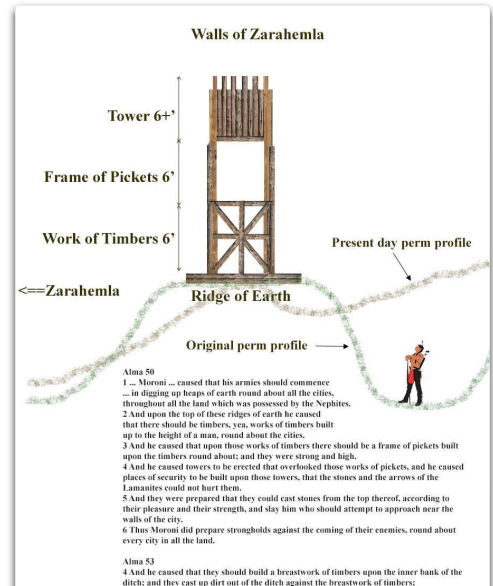 Walls of Zarahemla
Tower 6+’
Frame of Pickets 6’
Work of Timbers 6’
Present day perm profile
<==Zarahemla
Ridge of Earth
Original perm profile
Alma 50
1 ... Moroni ... caused that his armies should commence
... in digging up heaps of earth round about all the cities,
throughout all the land which was possessed by the Nephites.
2 And upon the top of these ridges of earth he caused
that there should be timbers, yea, works of timbers built
up to the height of a man, round about the cities.
3 And he caused that upon those works of timbers there should be a frame of pickets built
upon the timbers round about; and they were strong and high.
4 And he caused towers to be erected that overlooked those works of pickets, and he caused
places of security to be built upon those towers, that the stones and the arrows of the
Lamanites could not hurt them.
5 And they were prepared that they could cast stones from the top thereof, according to
their pleasure and their strength, and slay him who should attempt to approach near the
walls of the city.
6 Thus Moroni did prepare strongholds against the coming of their enemies, round about
every city in all the land.
Alma 53
4 And he caused that they should build a breastwork of timbers upon the inner bank of the
ditch; and they cast up dirt out of the ditch against the breastwork of timbers;